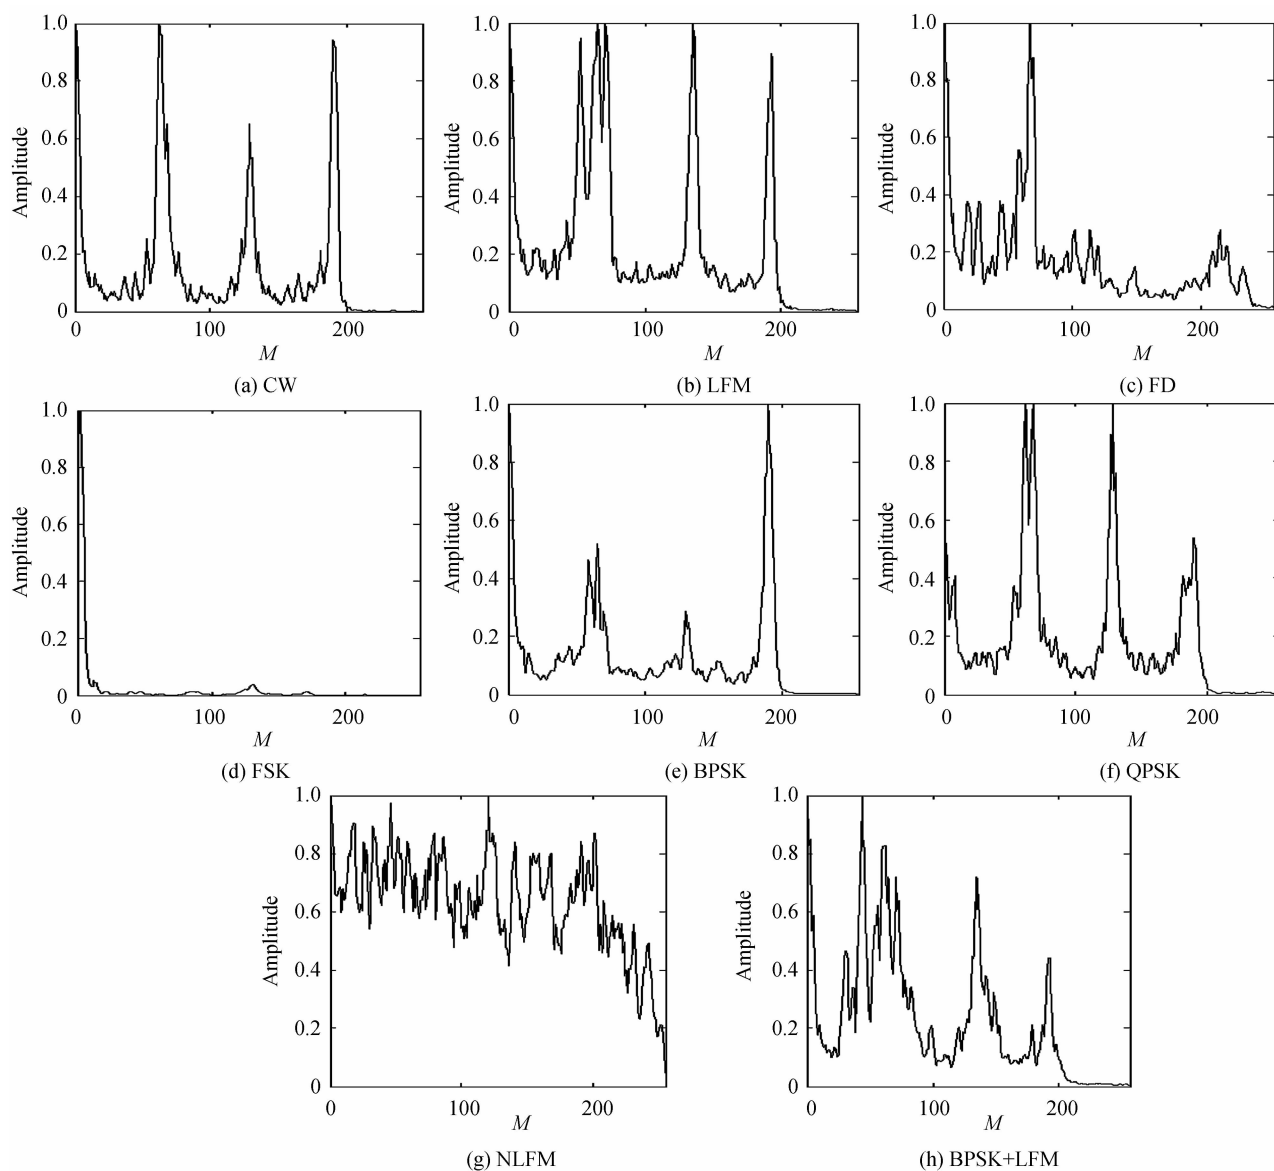 1.0 1.0 1.0
0.8 0.8 0.8
0.6 0.6 0.6
Amplitude Amplitude Amplitude
0.4 0.4 0.4
0.2 0.2 0.2
0 0 0
0 100 200 0 100 200 0 100 200
M M M
(a) CW (b) LFM (c) FD
1.0 1.0 1.0
0.8 0.8 0.8
0.6 0.6 0.6
Amplitude Amplitude Amplitude
0.4 0.4 0.4
0.2 0.2 0.2
0 0 0
0 100 200 0 100 200 0 100 200
M M M
(d) FSK (e) BPSK (f) QPSK
1.0 1.0
0.8 0.8
0.6 0.6
Amplitude Amplitude
0.4 0.4
0.2 0.2
0 0
0 100 200 0 100 200
M M
(g) NLFM (h) BPSK+LFM